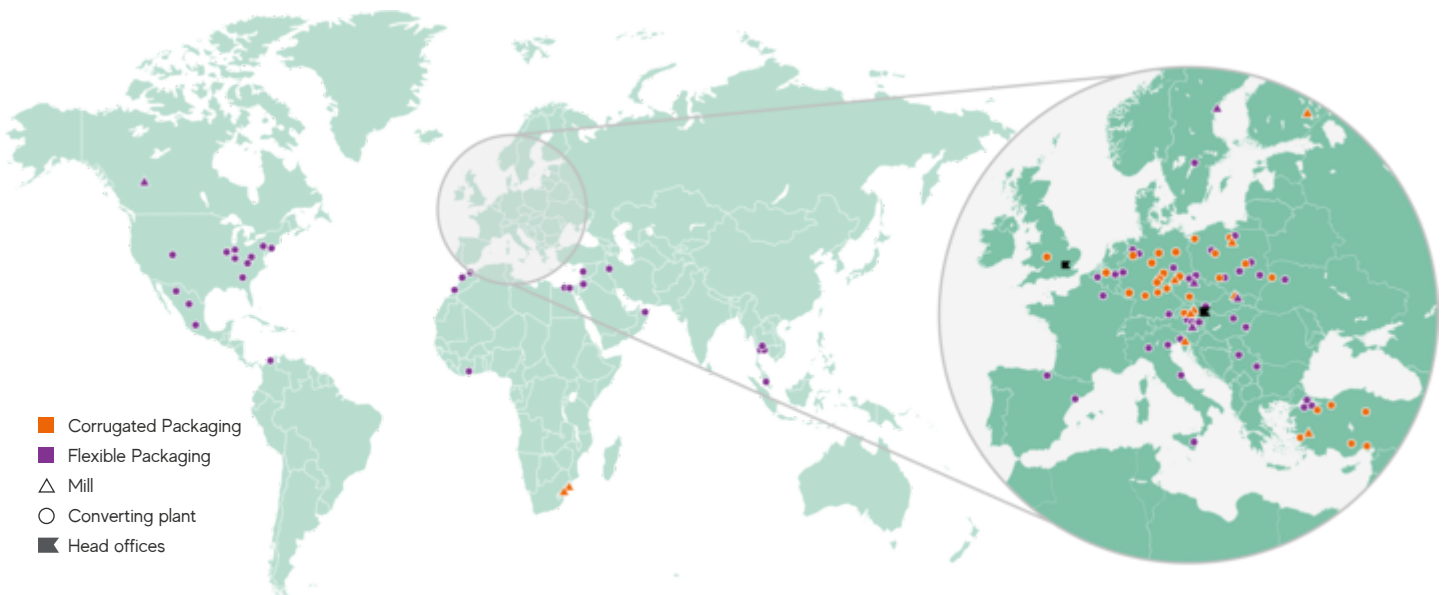 Corrugated Packaging
Flexible Packaging
Mill
Converting plant
Head offices